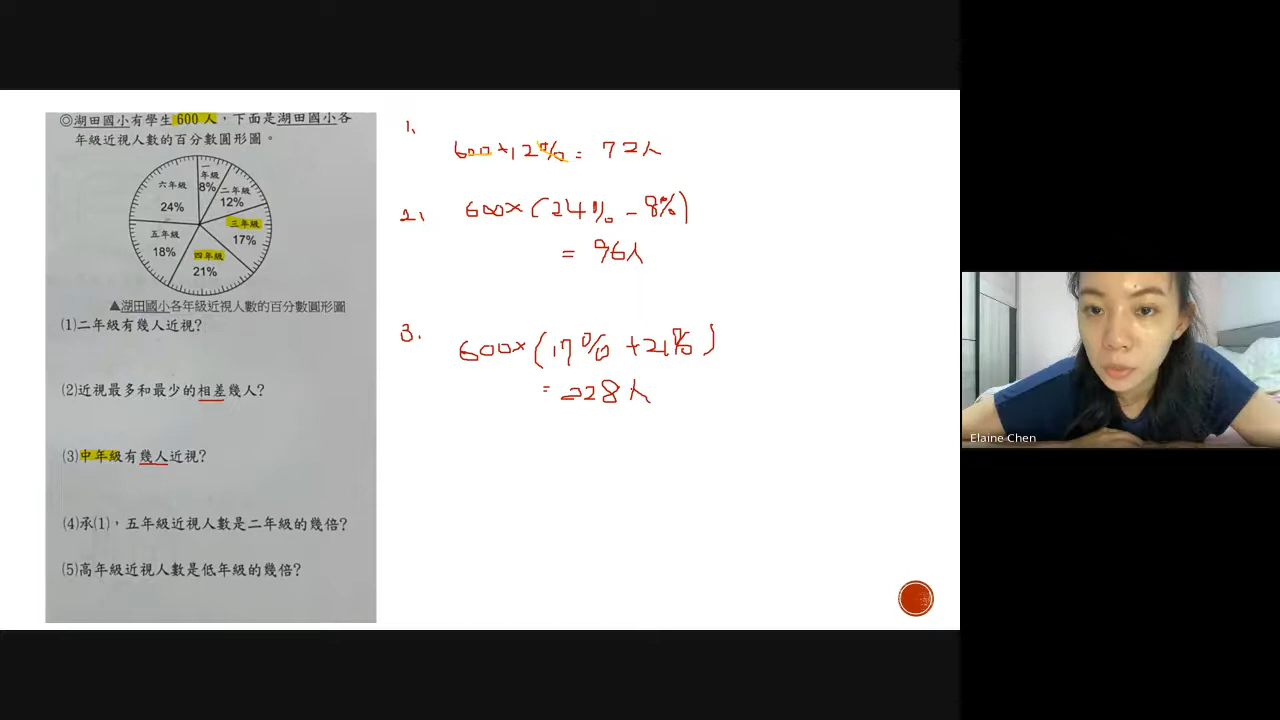 ◎湖田國小有學生 600 人，下面是湖田國小各
年級近視人數的百分數圓形圖。
一年級
8%
二年級
12%
三年級
17%
四年級
21%
五年級
18%
六年級
24%
▲湖田國小各年級近視人數的百分數圓形圖
(1)二年級有幾人近視?
(2)近視最多和最少的相差幾人?
(3)中年級有幾人近視?
(4)承(1)，五年級近視人數是二年級的幾倍?
(5)高年級近視人數是低年級的幾倍?
1.
600×12%= 72人
2.
600×(24%-8%)
= 96人
3.
600×(17%+21%)
= 228人
Elaine Chen